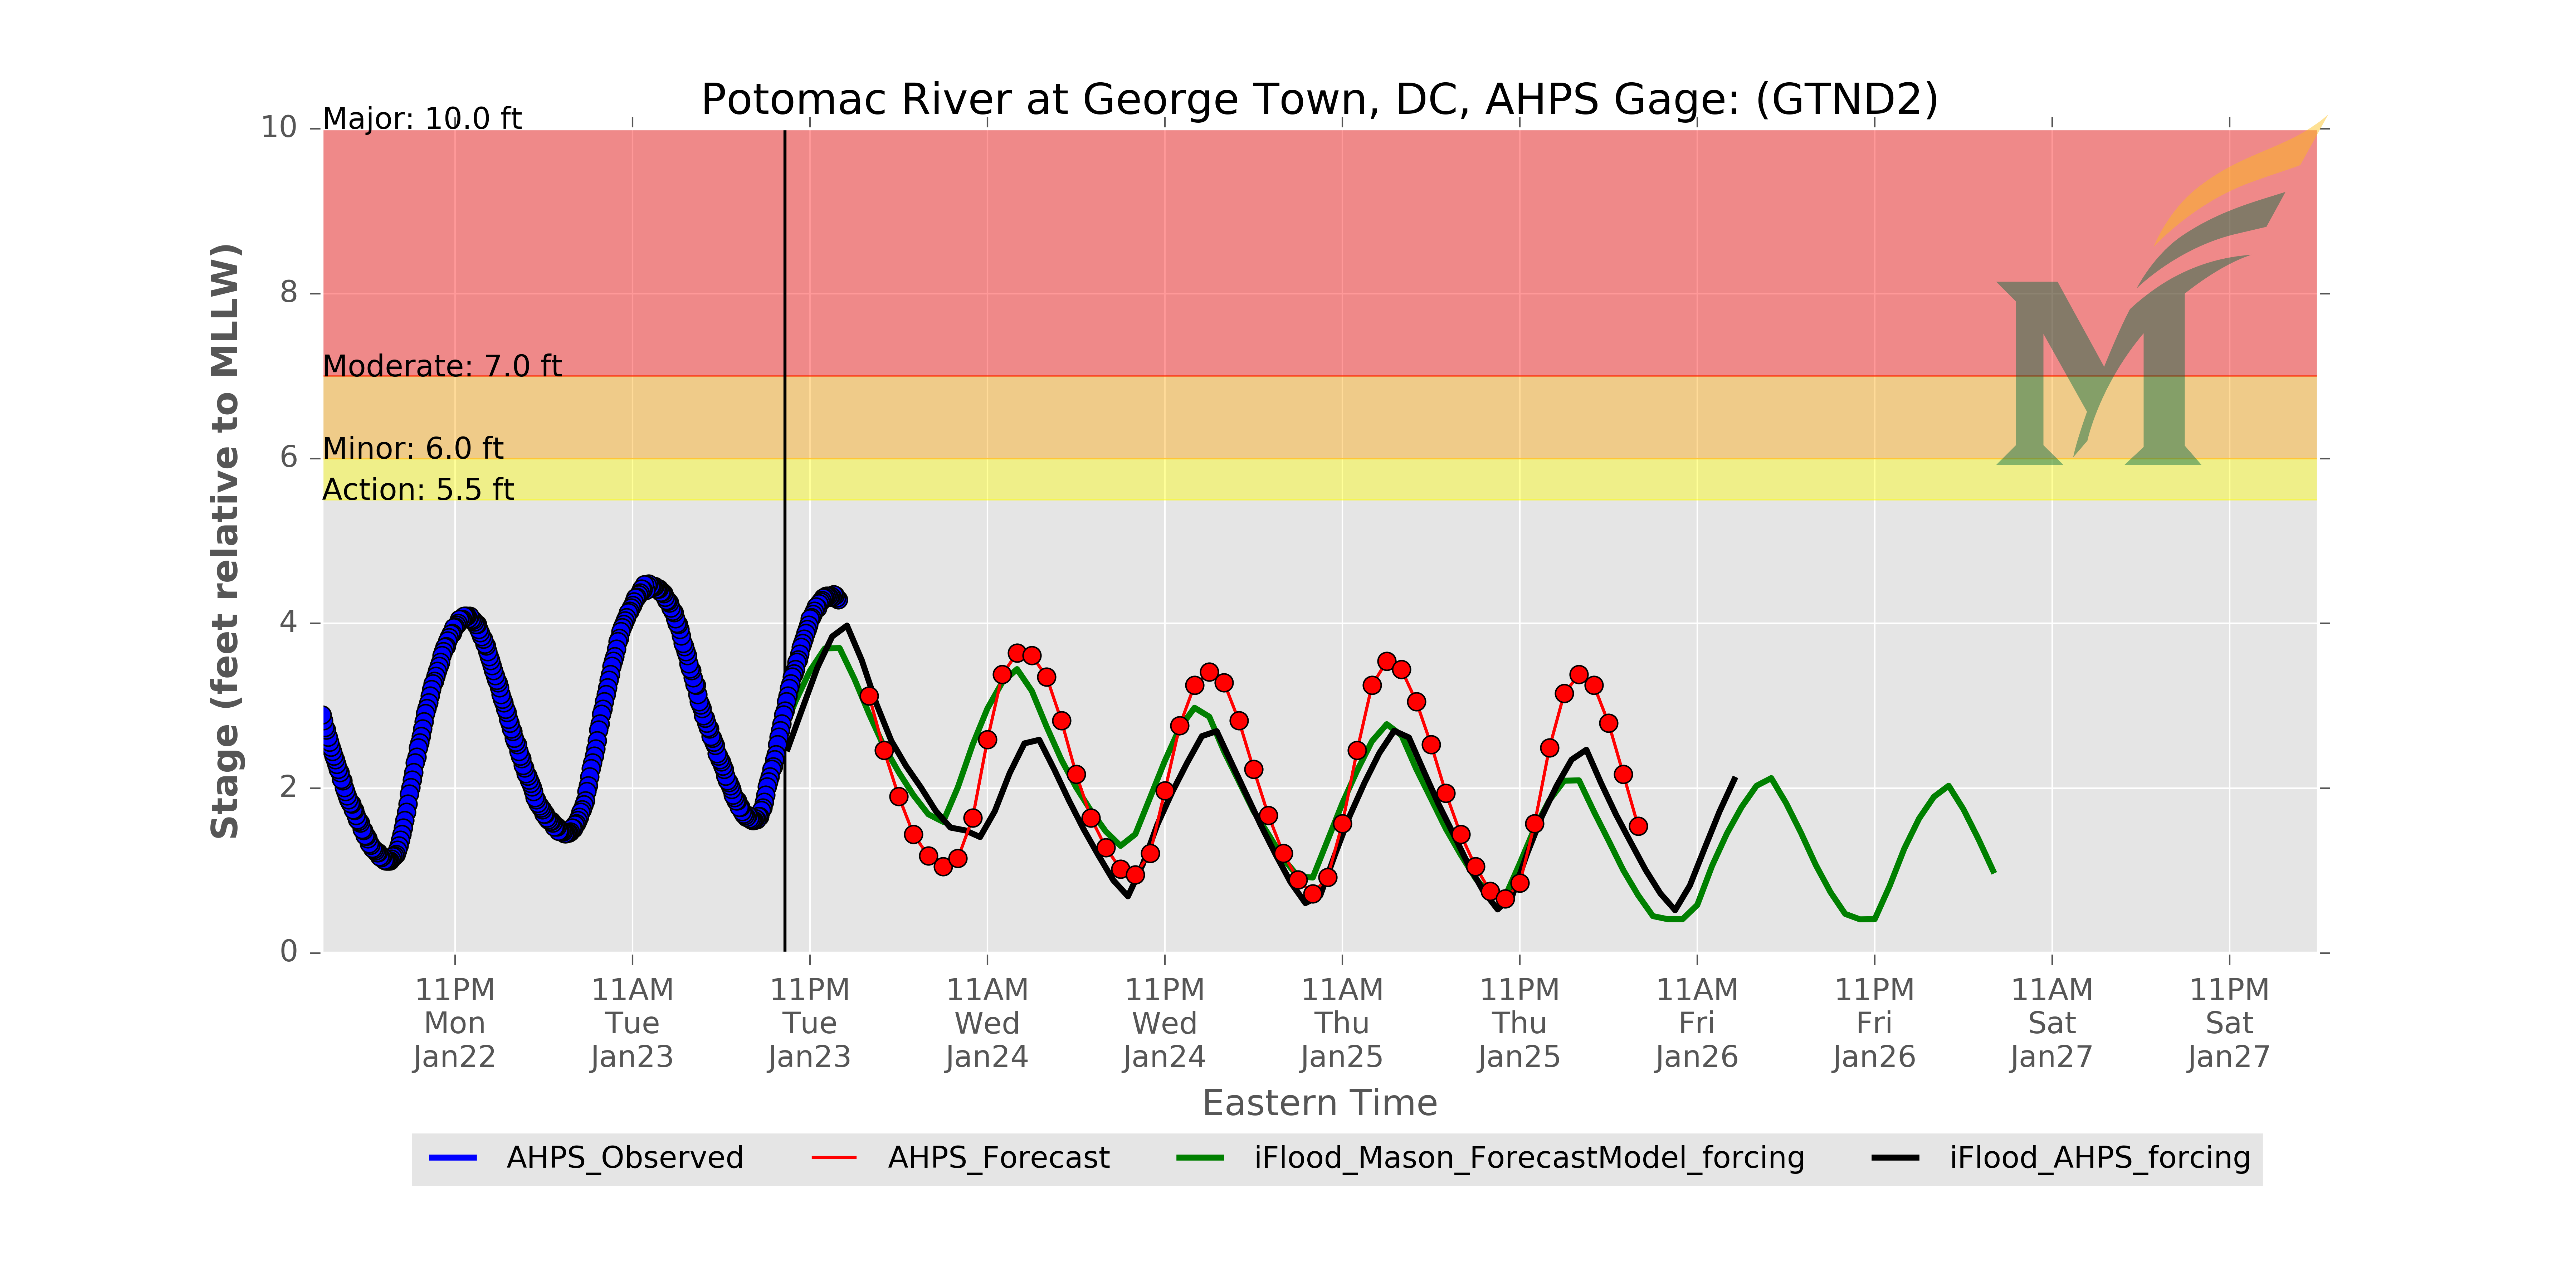 Potomac River at George Town, DC, AHPS Gage: (GTND2)
Major: 10.0 ft
Moderate: 7.0 ft
Minor: 6.0 ft
Action: 5.5 ft
Stage (feet relative to MLLW)
10
8
6
4
2
0
11PM Mon Jan22
11AM Tue Jan23
11PM Tue Jan23
11AM Wed Jan24
11PM Wed Jan24
11AM Thu Jan25
11PM Thu Jan25
11AM Fri Jan26
11PM Fri Jan26
11AM Sat Jan27
11PM Sat Jan27
Eastern Time
AHPS_Observed
AHPS_Forecast
iFlood_Mason_ForecastModel_forcing
iFlood_AHPS_forcing
M